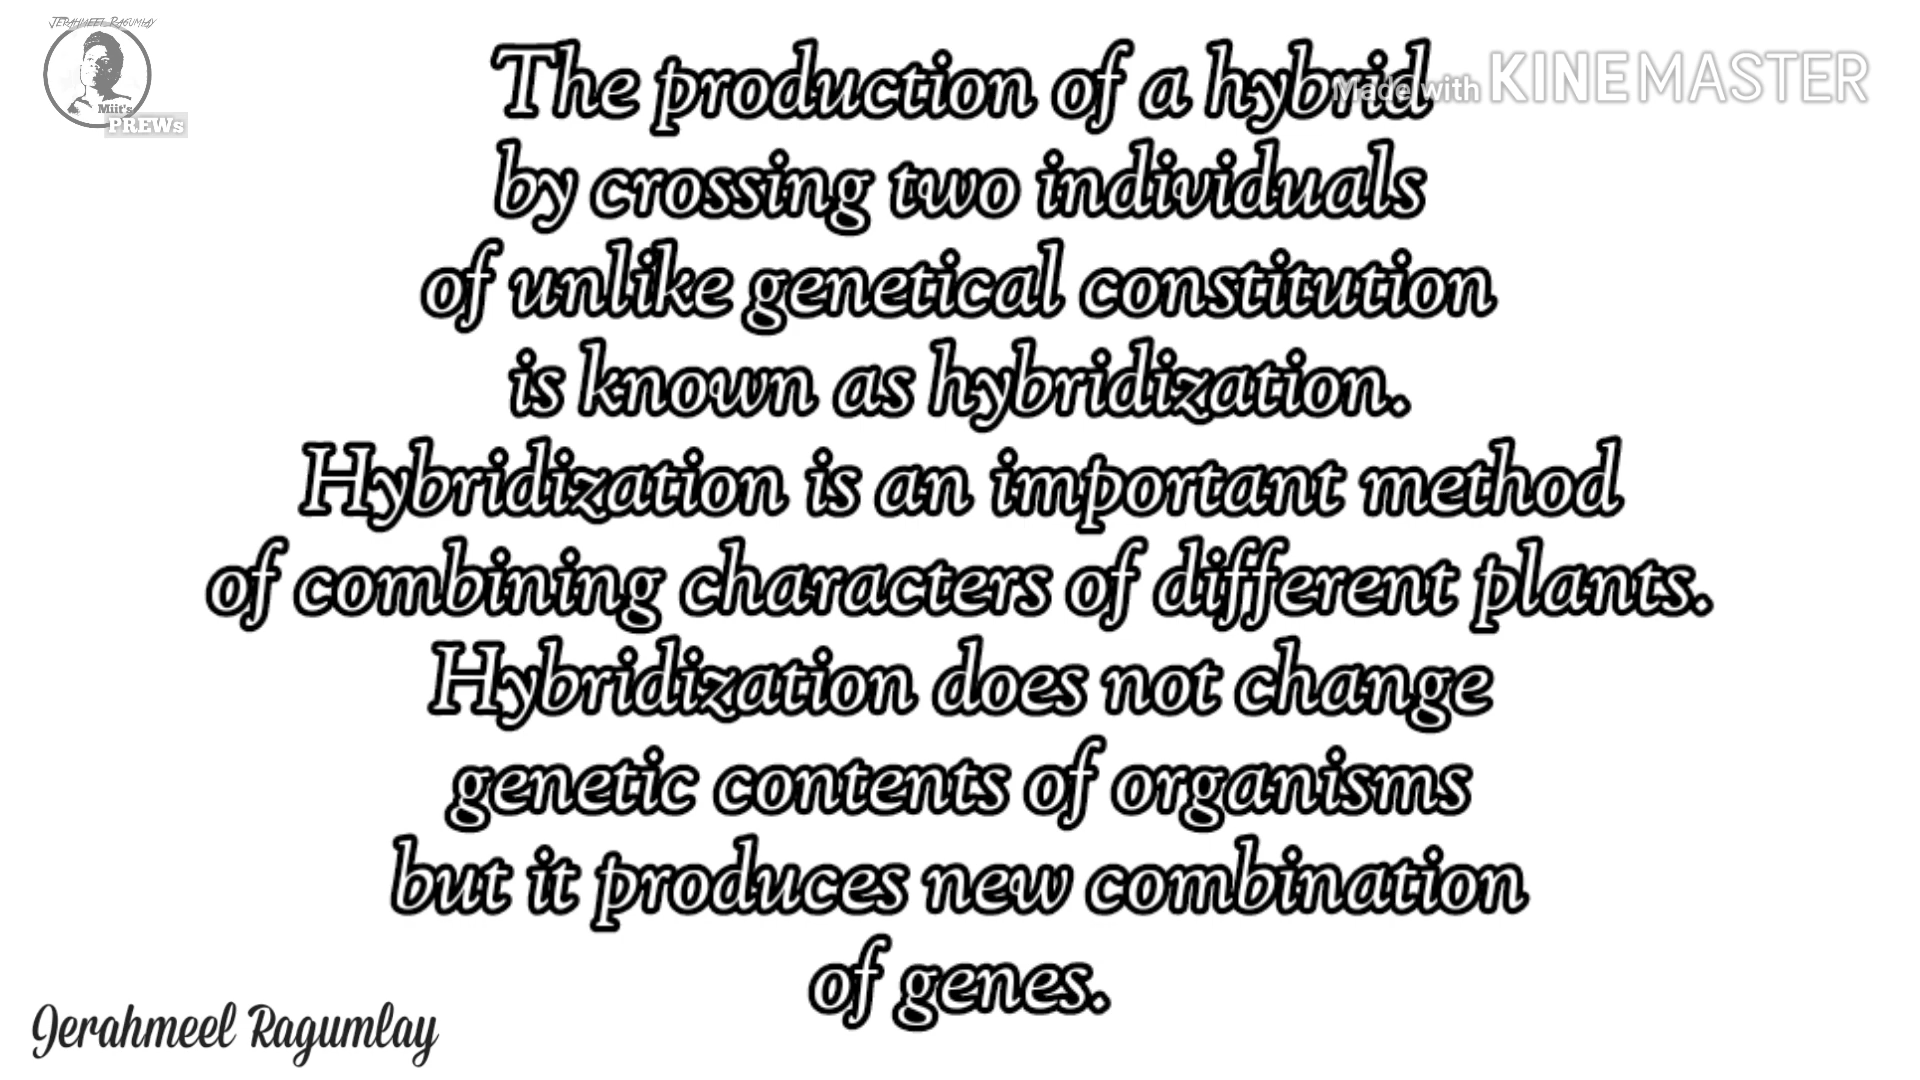 JERAHMEEL RAGUMLAY
Miit's
PREWs
Made with KINEMASTER
The production of a hybrid
by crossing two individuals
of unlike genetical constitution
is known as hybridization.
Hybridization is an important method
of combining characters of different plants.
Hybridization does not change
genetic contents of organisms
but it produces new combination
of genes.
Jerahmeel Ragumlay